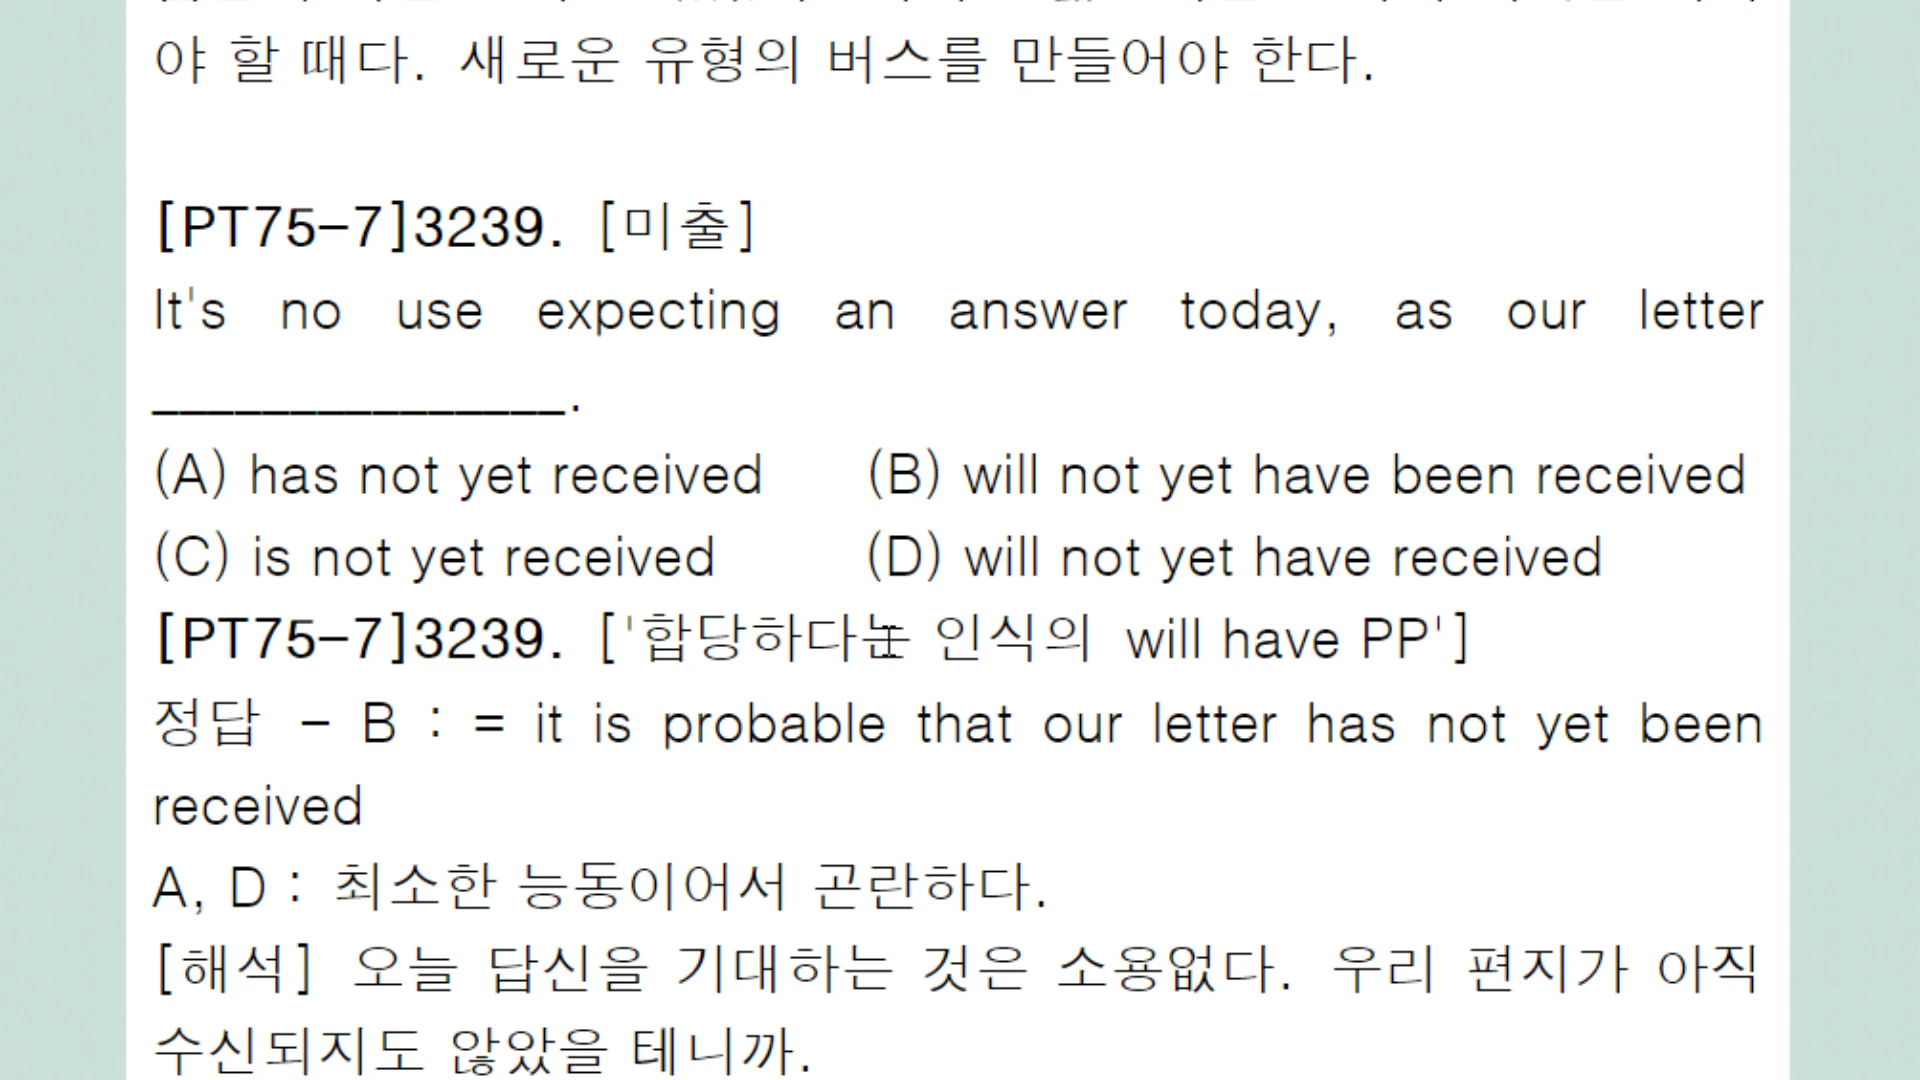 야 할 때다. 새로운 유형의 버스를 만들어야 한다.
[PT75-7]3239. [미출]
It's no use expecting an answer today, as our letter
_______________.
(A) has not yet received (B) will not yet have been received
(C) is not yet received (D) will not yet have received
[PT75-7]3239. ['합당하다는 인식의 will have PP']
정답 - B : = it is probable that our letter has not yet been
received
A, D : 최소한 능동이어서 곤란하다.
[해석] 오늘 답신을 기대하는 것은 소용없다. 우리 편지가 아직
수신되지도 않았을 테니까.